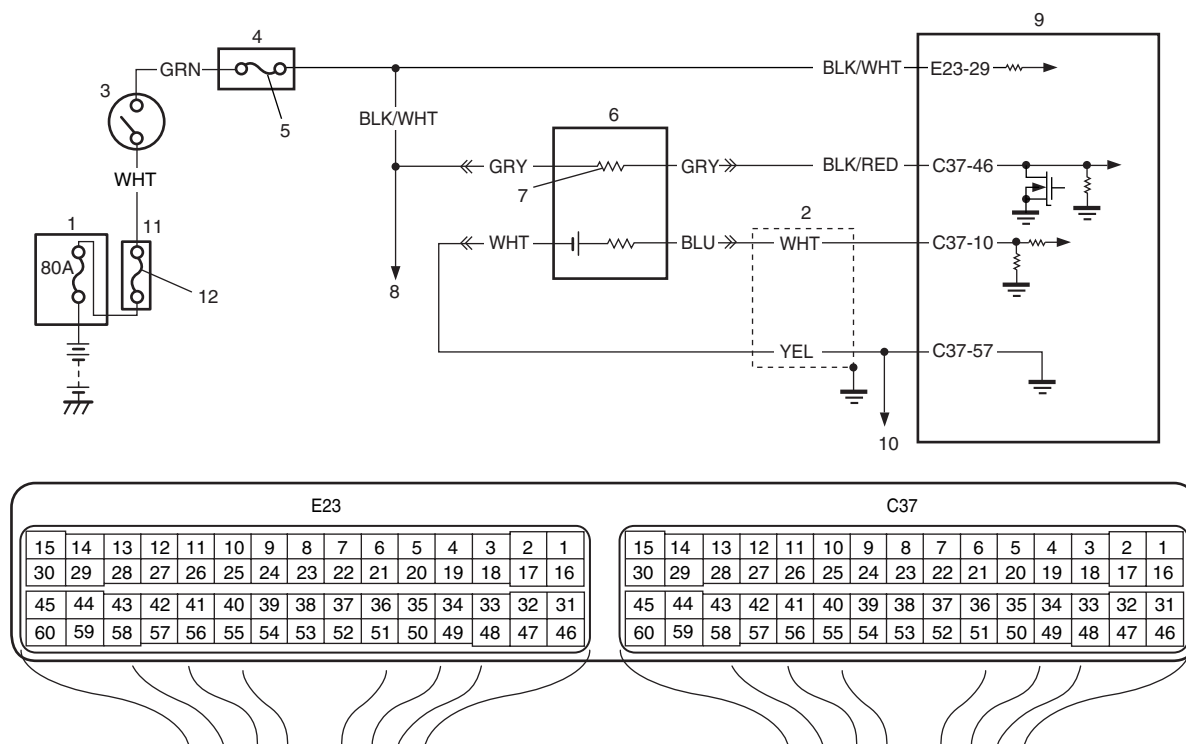 9
4
GRN
BLK/WHT
E23-29
3
5
BLK/WHT
6
GRY
GRY
BLK/RED
C37-46
7
WHT
2
1
11
WHT
BLU
WHT
C37-10
80A
12
8
YEL
C37-57
10
E23
C37
15 14 13 12 11 10 9 8 7 6 5 4 3 2 1
15 14 13 12 11 10 9 8 7 6 5 4 3 2 1
30 29 28 27 26 25 24 23 22 21 20 19 18 17 16
30 29 28 27 26 25 24 23 22 21 20 19 18 17 16
45 44 43 42 41 40 39 38 37 36 35 34 33 32 31
45 44 43 42 41 40 39 38 37 36 35 34 33 32 31
60 59 58 57 56 55 54 53 52 51 50 49 48 47 46
60 59 58 57 56 55 54 53 52 51 50 49 48 47 46